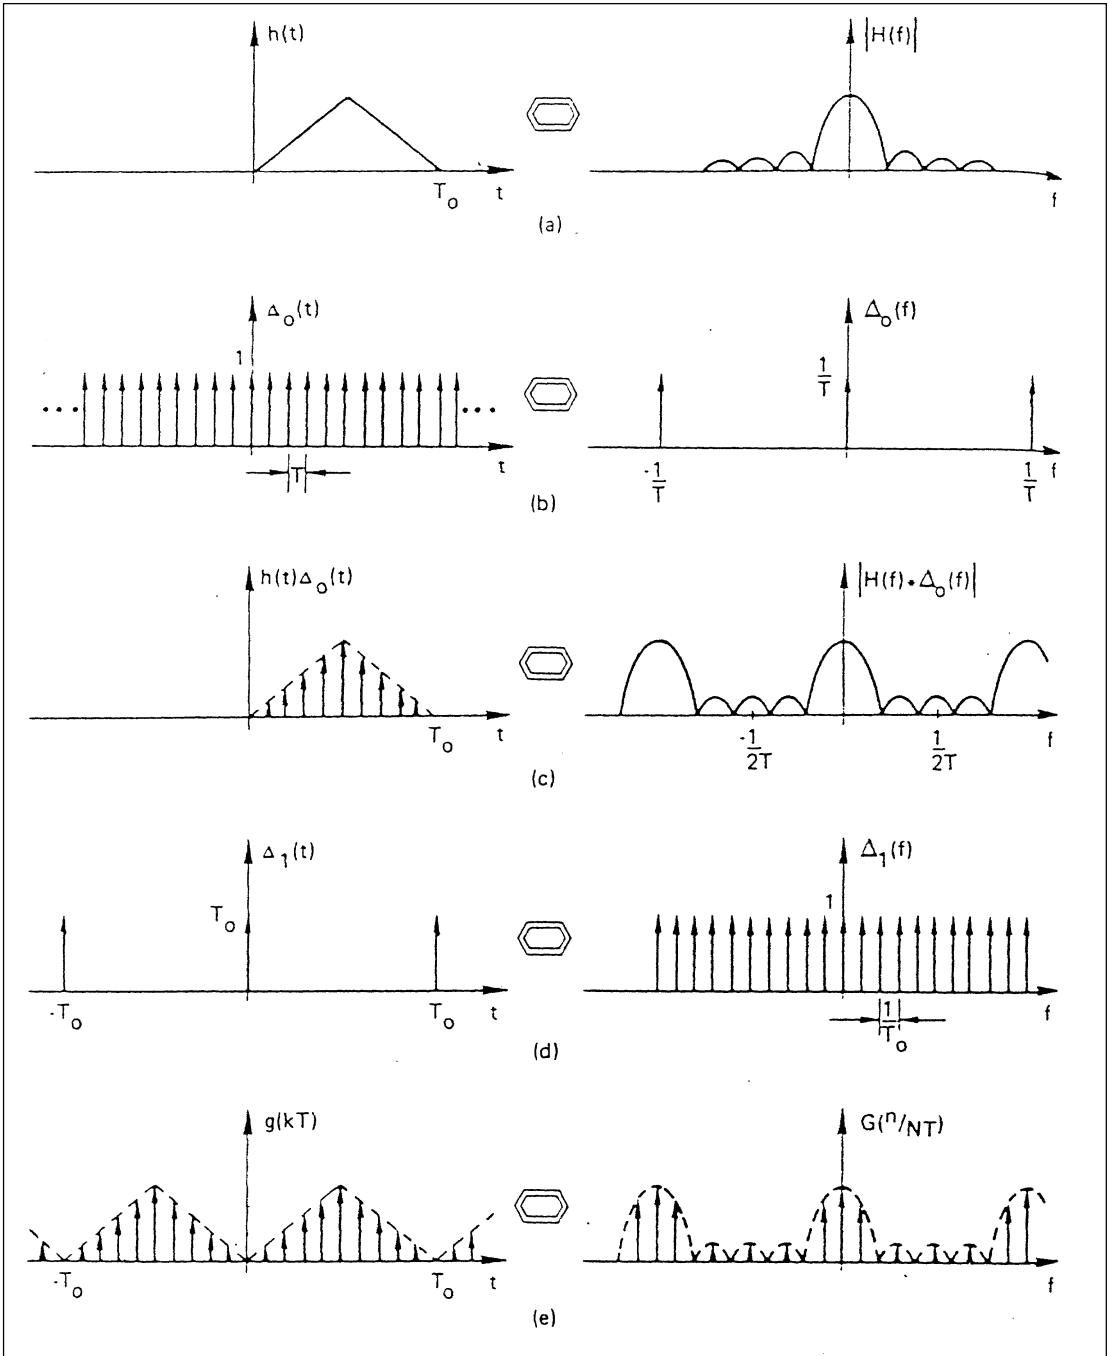 h(t)
|H(f)|
T₀ t
f
(a)
Δ₀(t)
Δ₀(f)
1
1/T
••• •••
T
t
-1/T
1/T
f
(b)
h(t)Δ₀(t)
|H(f)*Δ₀(f)|
T₀ t
-1/2T
1/2T
f
(c)
Δ₁(t)
Δ₁(f)
T₀
1
-T₀ T₀ t
1/T₀
f
(d)
g(kT)
G(n/NT)
-T₀ T₀ t
f
(e)